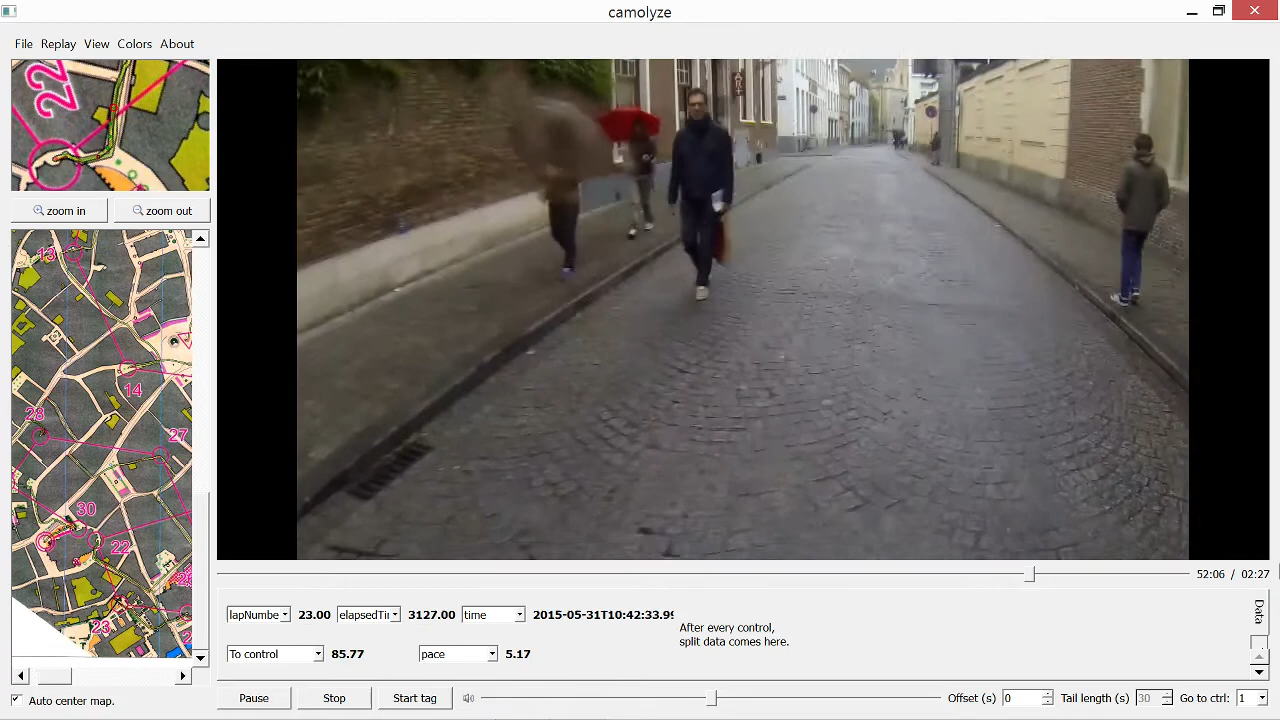 camolyze
File Replay View Colors About
22
zoom in zoom out
13
14
28
27
30
22
23
52:06 / 02:27
lapNumbe 23.00 elapsedTii 3127.00 time 2015-05-31T10:42:33.99
After every control,
split data comes here.
To control 85.77 pace 5.17
Data
Auto center map.
Pause Stop Start tag Offset (s) 0 Tail length (s) 30 Go to ctrl: 1